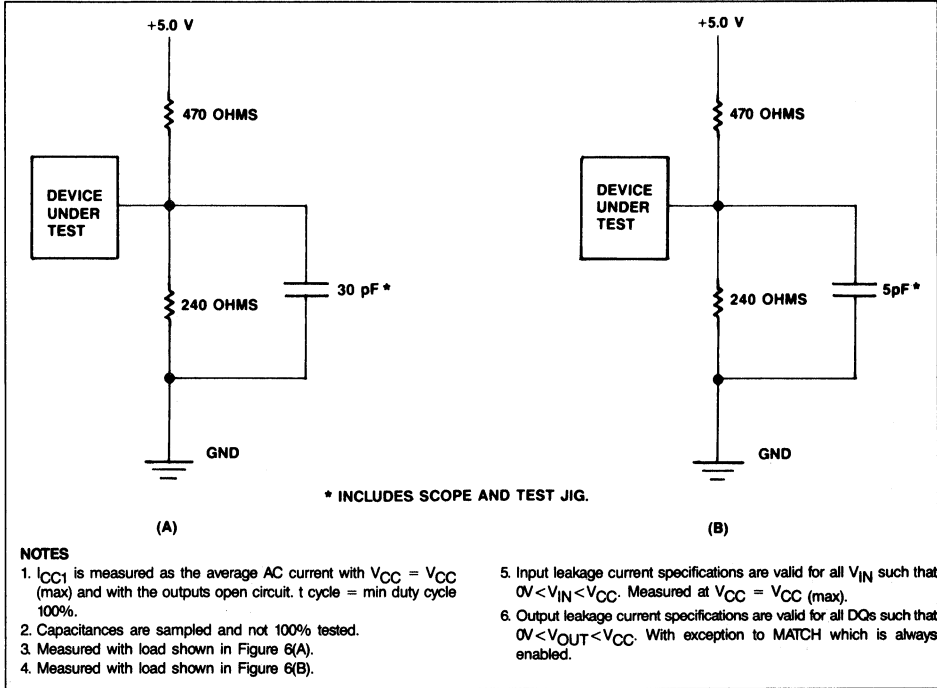 +5.0 V
470 OHMS
DEVICE
UNDER
TEST
240 OHMS
30 pF *
GND
(A)
+5.0 V
470 OHMS
DEVICE
UNDER
TEST
240 OHMS
5pF *
GND
(B)
* INCLUDES SCOPE AND TEST JIG.
NOTES
1. ICC1 is measured as the average AC current with VCC = VCC
(max) and with the outputs open circuit. t cycle = min duty cycle
100%.
2. Capacitances are sampled and not 100% tested.
3. Measured with load shown in Figure 6(A).
4. Measured with load shown in Figure 6(B).
5. Input leakage current specifications are valid for all VIN such that
0V<VIN<VCC. Measured at VCC = VCC (max).
6. Output leakage current specifications are valid for all DQs such that
0V<VOUT<VCC. With exception to MATCH which is always
enabled.